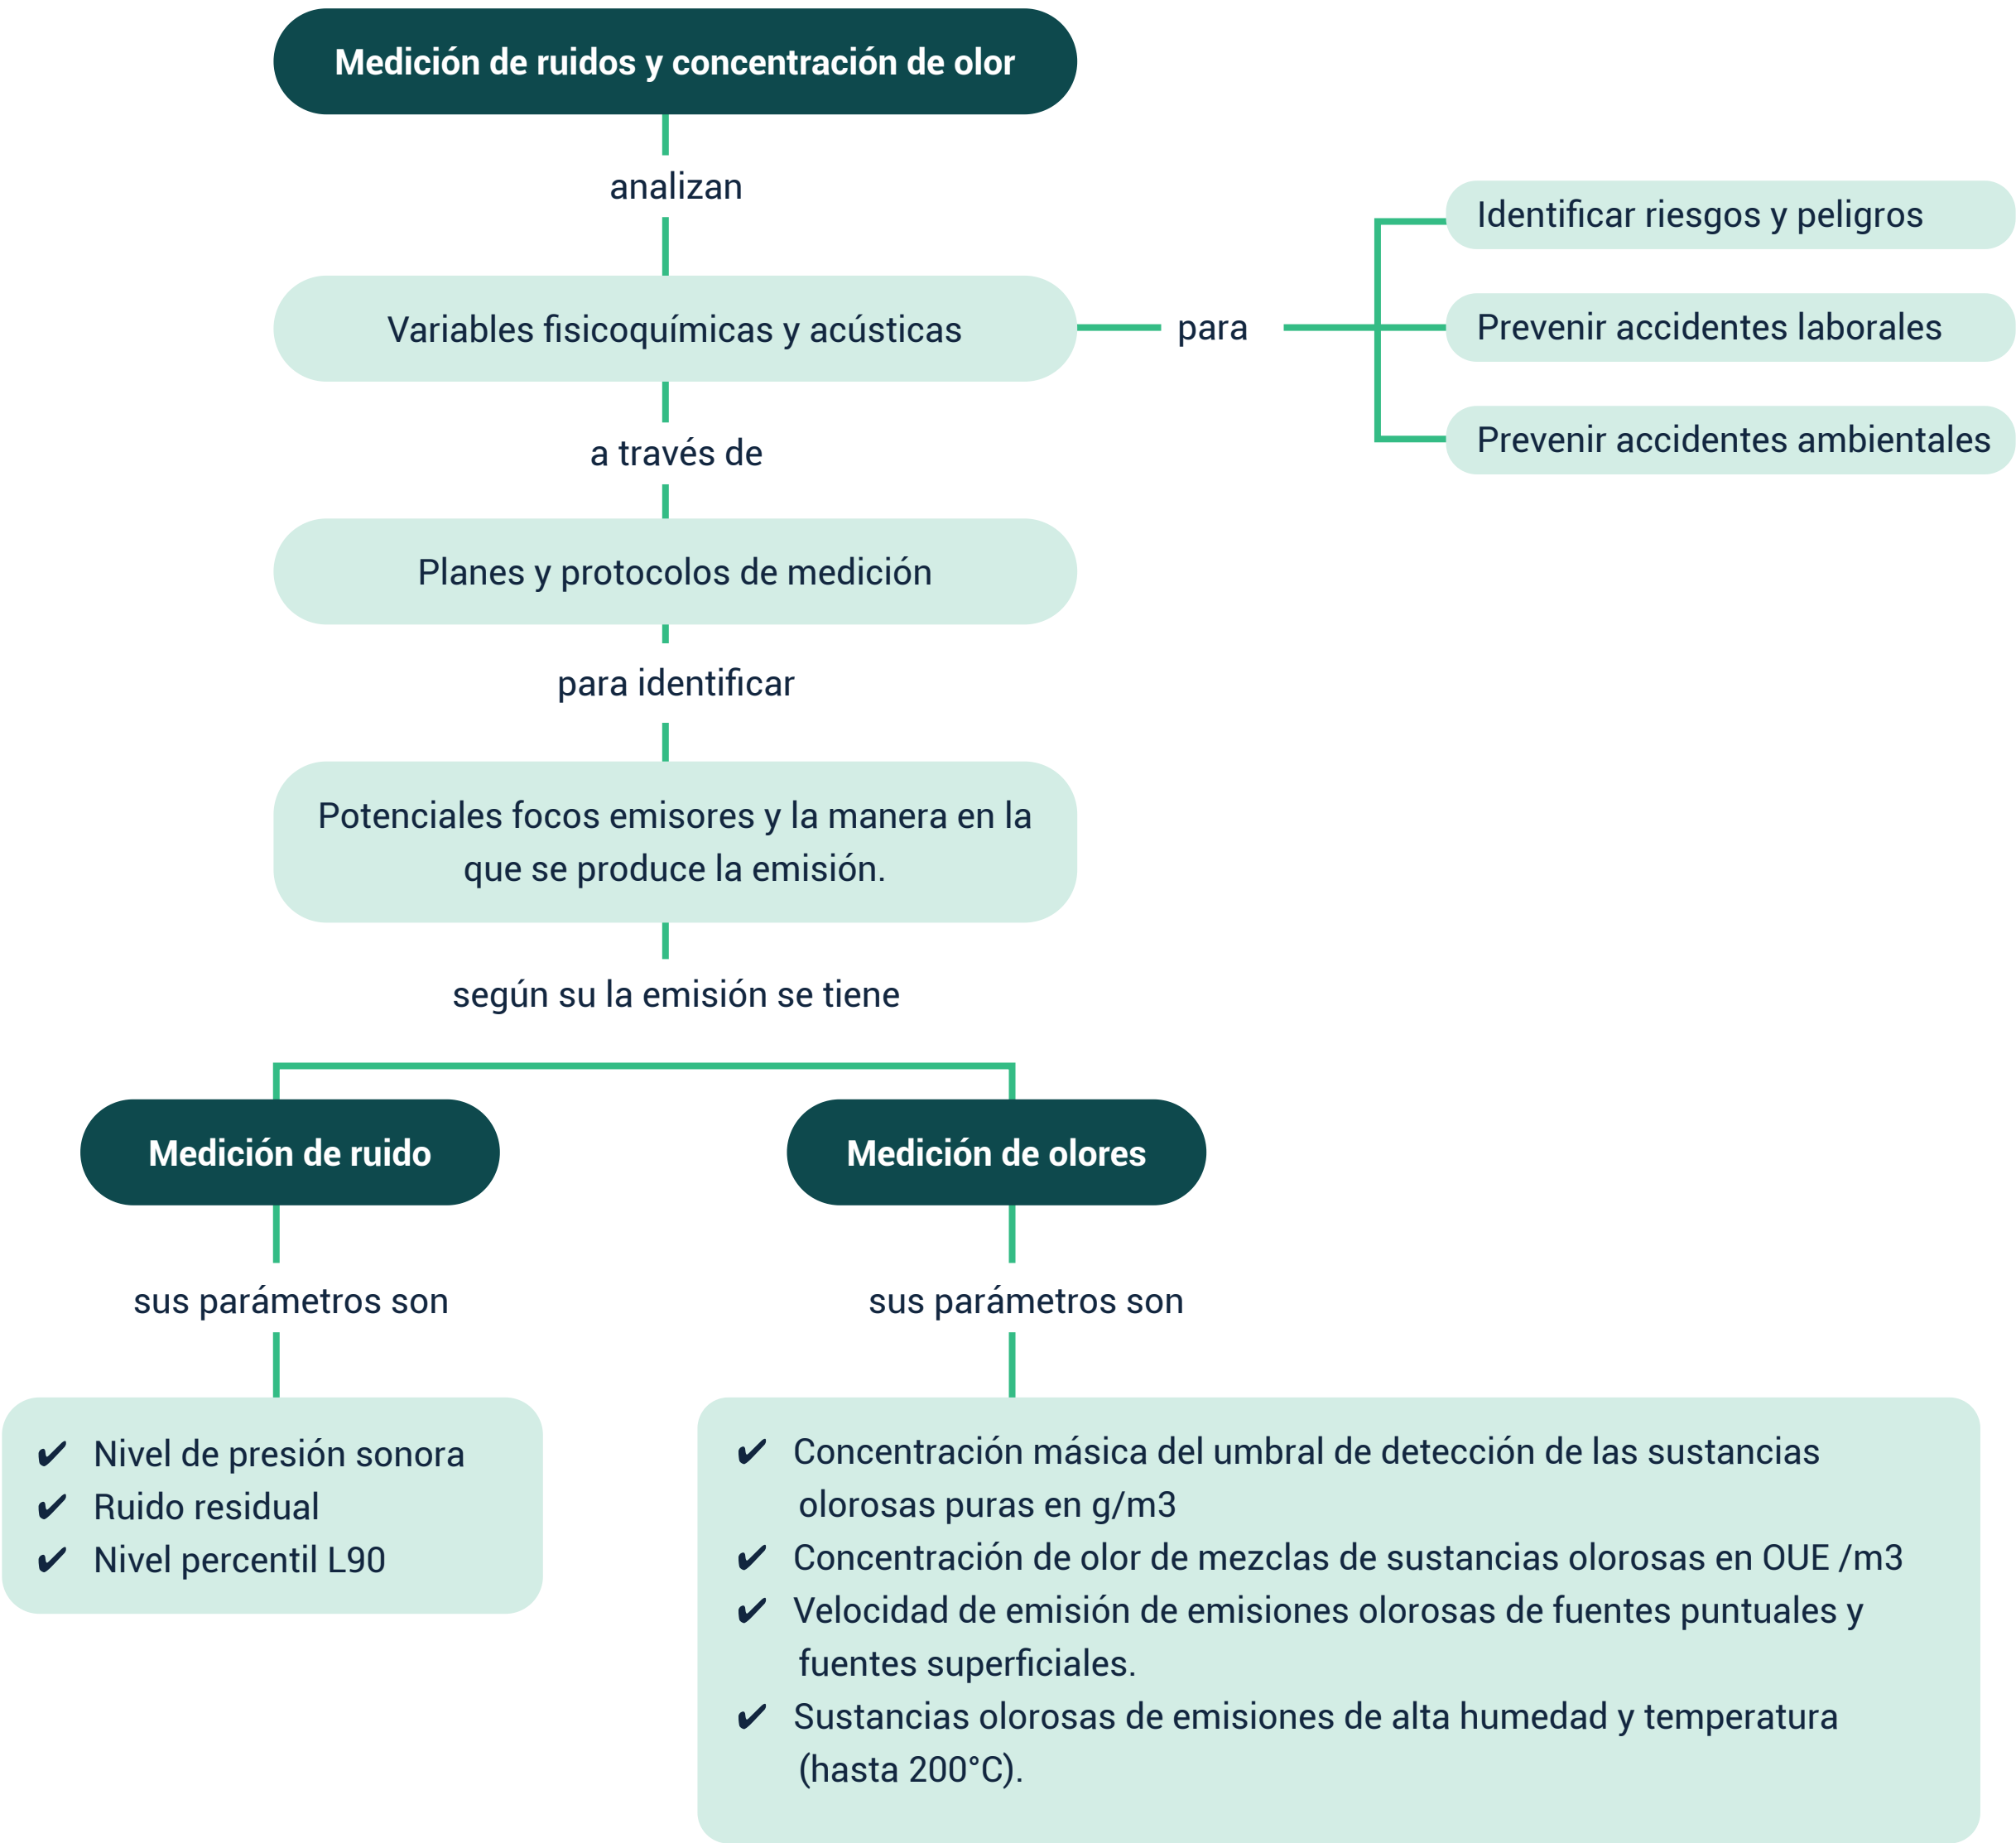 Medición de ruidos y concentración de olor
analizan
Variables fisicoquímicas y acústicas
para
Identificar riesgos y peligros
Prevenir accidentes laborales
Prevenir accidentes ambientales
a través de
Planes y protocolos de medición
para identificar
Potenciales focos emisores y la manera en la
que se produce la emisión.
según su la emisión se tiene
Medición de ruido
sus parámetros son
✔ Nivel de presión sonora
✔ Ruido residual
✔ Nivel percentil L90
Medición de olores
sus parámetros son
✔ Concentración másica del umbral de detección de las sustancias
olorosas puras en g/m3
✔ Concentración de olor de mezclas de sustancias olorosas en OUE /m3
✔ Velocidad de emisión de emisiones olorosas de fuentes puntuales y
fuentes superficiales.
✔ Sustancias olorosas de emisiones de alta humedad y temperatura
(hasta 200°C).